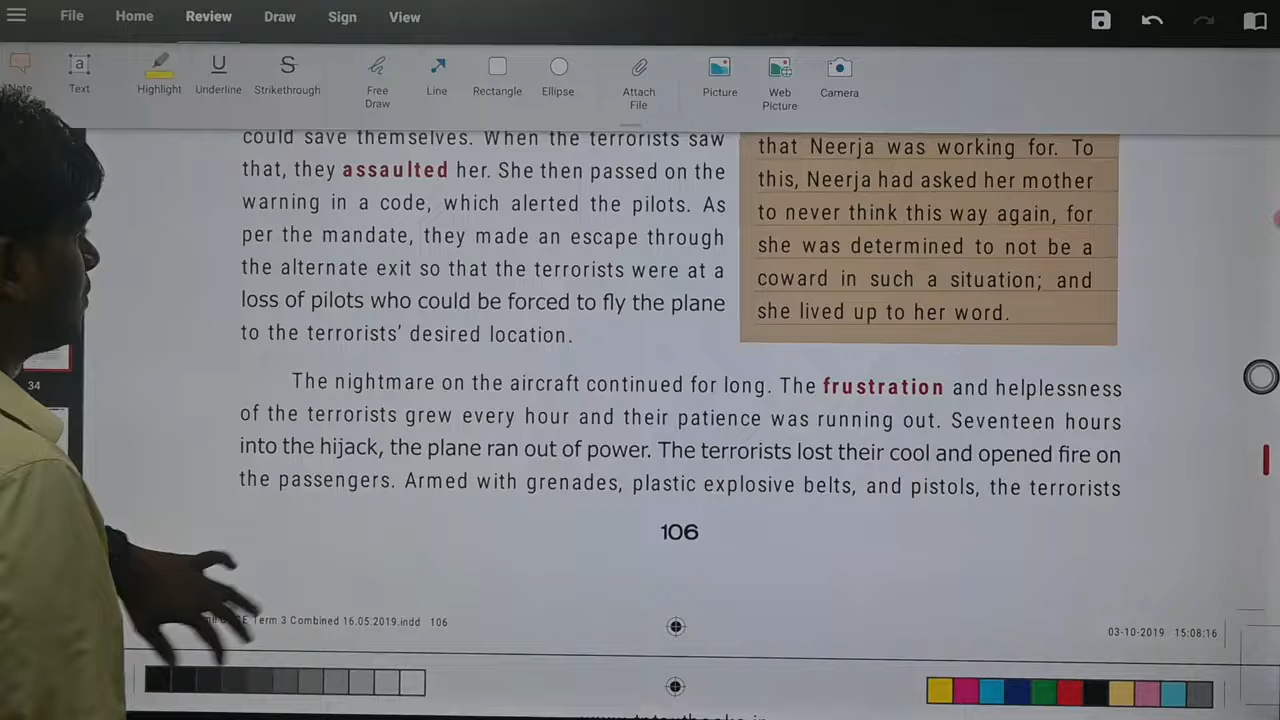 File Home Review Draw Sign View
Note Text Highlight Underline Strikethrough Free Draw Line Rectangle Ellipse Attach File Picture Web Picture Camera
could save themselves. When the terrorists saw
that, they assaulted her. She then passed on the
warning in a code, which alerted the pilots. As
per the mandate, they made an escape through
the alternate exit so that the terrorists were at a
loss of pilots who could be forced to fly the plane
to the terrorists' desired location.
that Neerja was working for. To
this, Neerja had asked her mother
to never think this way again, for
she was determined to not be a
coward in such a situation; and
she lived up to her word.
34
The nightmare on the aircraft continued for long. The frustration and helplessness
of the terrorists grew every hour and their patience was running out. Seventeen hours
into the hijack, the plane ran out of power. The terrorists lost their cool and opened fire on
the passengers. Armed with grenades, plastic explosive belts, and pistols, the terrorists
106
Term 3 Combined 16.05.2019.indd 106
03-10-2019 15:08:16